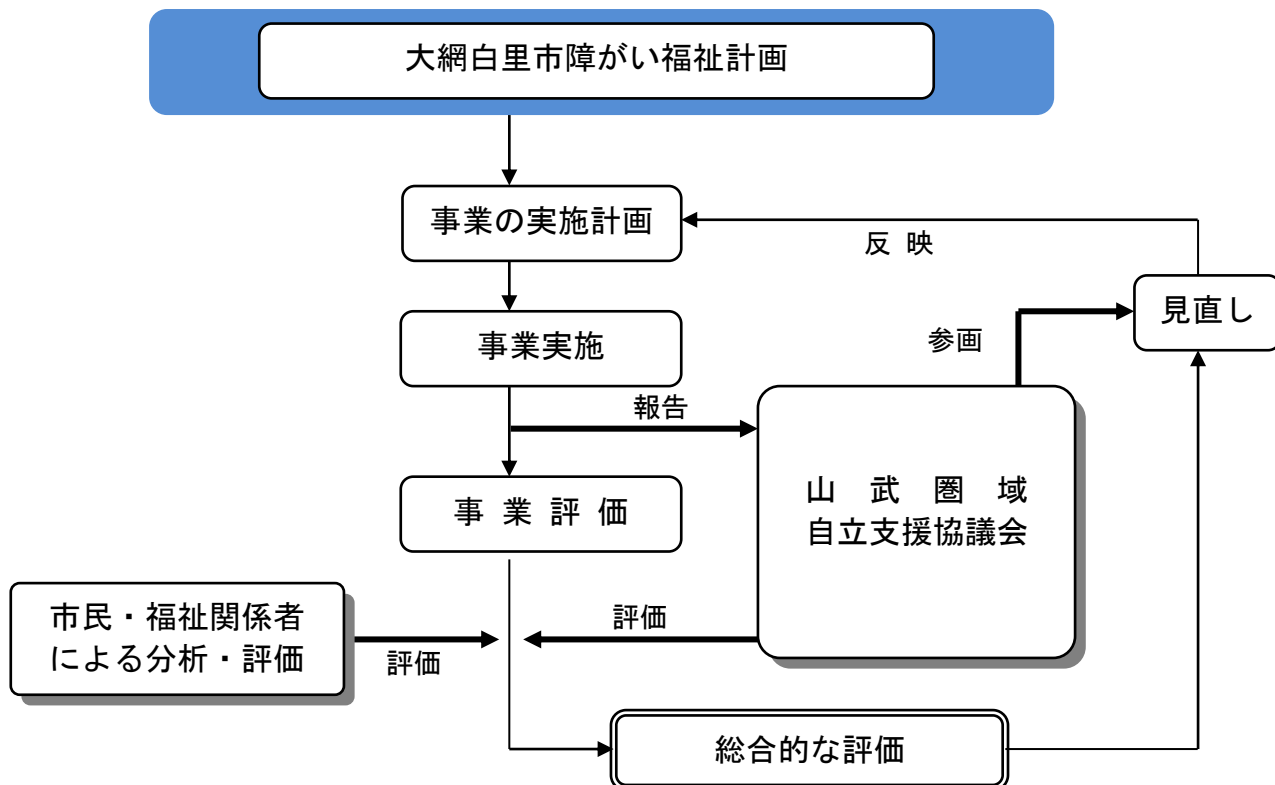 大網白里市障がい福祉計画
事業の実施計画
反 映
見直し
事業実施
参画
報告
山 武 圏 域
自立支援協議会
事 業 評 価
市民・福祉関係者
による分析・評価
評価
評価
総合的な評価